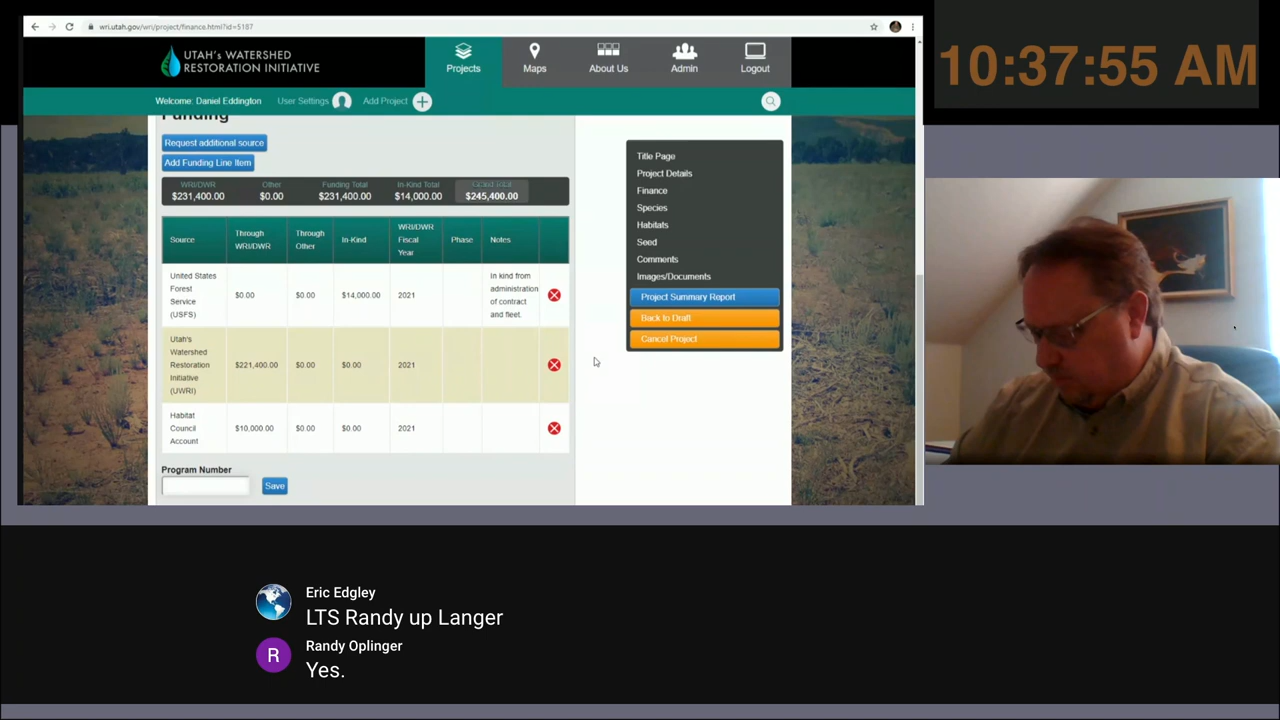 wri.utah.gov/wri/project/finance.html?id=5187
10:37:55 AM
UTAH's WATERSHED
RESTORATION INITIATIVE
Projects
Maps
About Us
Admin
Logout
Welcome: Daniel Eddington
User Settings
Add Project
Funding
Request additional source
Add Funding Line Item
WRI/DWR
Other
Funding Total
In-Kind Total
Grand Total
$231,400.00
$0.00
$231,400.00
$14,000.00
$245,400.00
Source
Through
WRI/DWR
Through
Other
In-Kind
WRI/DWR
Fiscal
Year
Phase
Notes
United States
Forest
Service
(USFS)
$0.00
$0.00
$14,000.00
2021
In kind from
administration
of contract
and fleet.
Utah's
Watershed
Restoration
Initiative
(UWRI)
$221,400.00
$0.00
$0.00
2021
Habitat
Council
Account
$10,000.00
$0.00
$0.00
2021
Program Number
Save
Title Page
Project Details
Finance
Species
Habitats
Seed
Comments
Images/Documents
Project Summary Report
Back to Draft
Cancel Project
Eric Edgley
LTS Randy up Langer
R
Randy Oplinger
Yes.